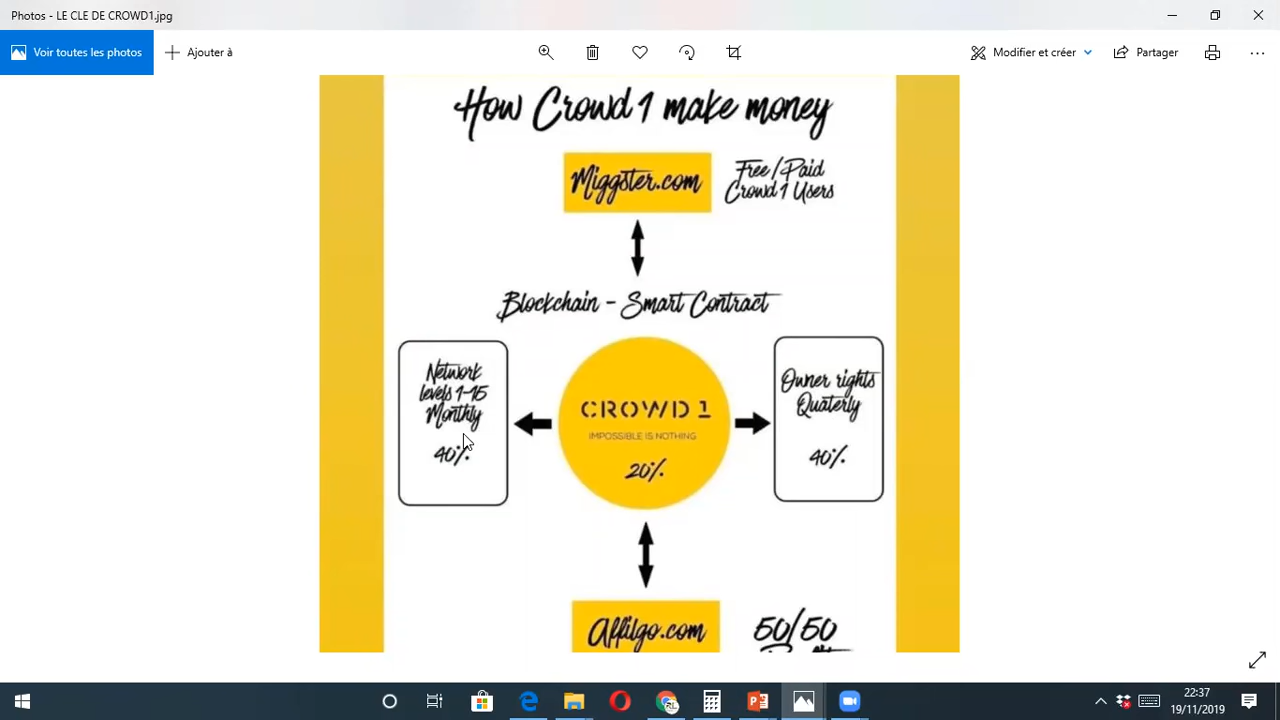 Photos - LE CLE DE CROWD1.jpg
Voir toutes les photos
Ajouter à
Modifier et créer
Partager
How Crowd 1 make money
Miggster.com
Free/Paid
Crowd 1 Users
Blockchain - Smart Contract
Network
levels 1-15
Monthly
40%
CROWD 1
IMPOSSIBLE IS NOTHING
20%
Owner rights
Quaterly
40%
Affilgo.com
50/50
22:37
19/11/2019